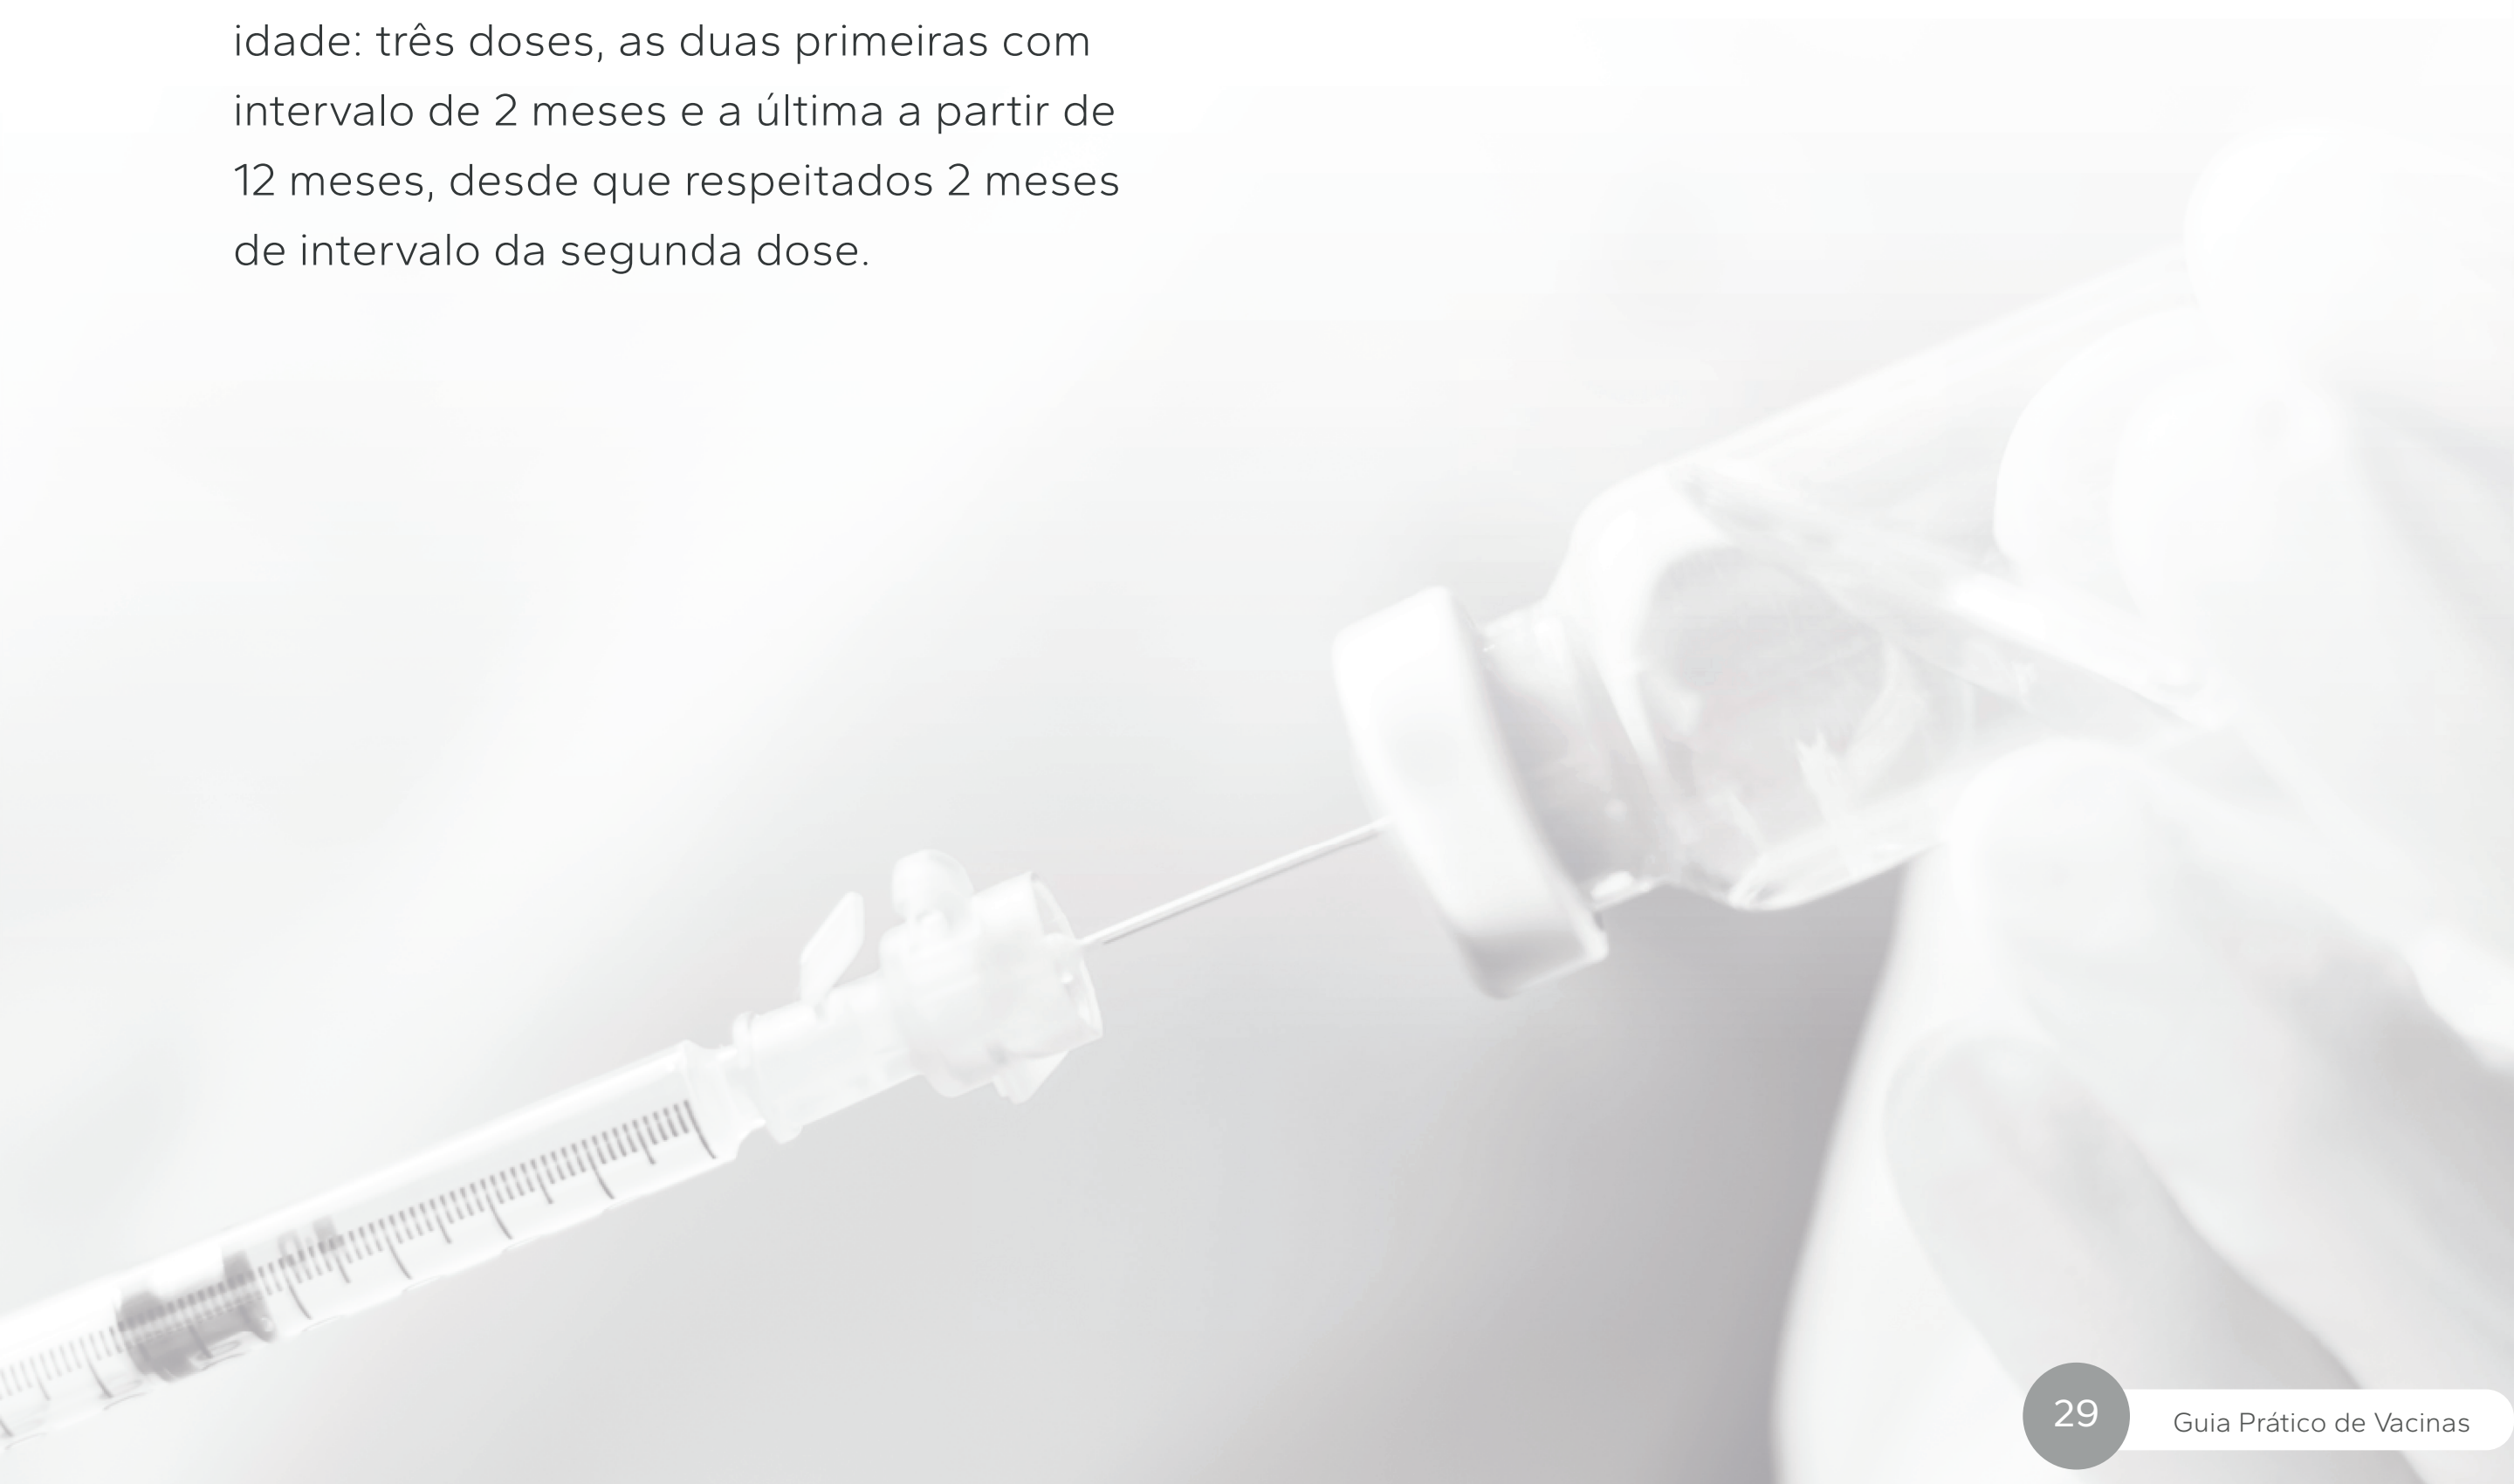 idade: três doses, as duas primeiras com
intervalo de 2 meses e a última a partir de
12 meses, desde que respeitados 2 meses
de intervalo da segunda dose.
29
Guia Prático de Vacinas